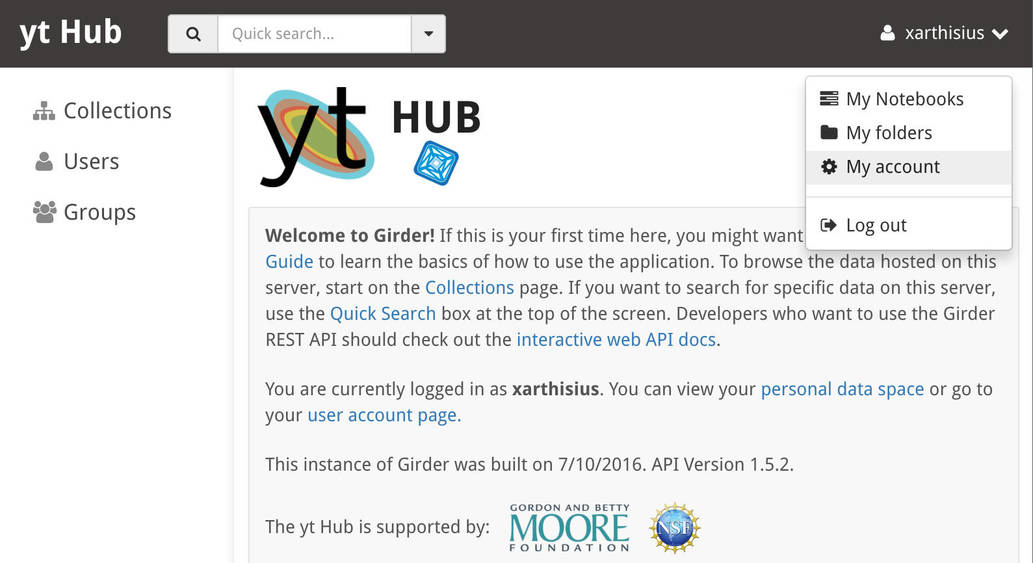 yt Hub
Quick search...
xarthisius
Collections
Users
Groups
yt HUB
My Notebooks
My folders
My account
Log out
Welcome to Girder! If this is your first time here, you might want
Guide to learn the basics of how to use the application. To browse the data hosted on this
server, start on the Collections page. If you want to search for specific data on this server,
use the Quick Search box at the top of the screen. Developers who want to use the Girder
REST API should check out the interactive web API docs.
You are currently logged in as xarthisius. You can view your personal data space or go to
your user account page.
This instance of Girder was built on 7/10/2016. API Version 1.5.2.
The yt Hub is supported by:
GORDON AND BETTY
MOORE
FOUNDATION
NSF